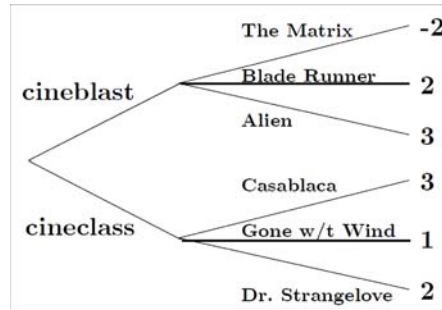 The Matrix
-2
cineblast
Blade Runner
2
Alien
3
Casablaca
3
cineclass
Gone w/t Wind
1
Dr. Strangelove
2